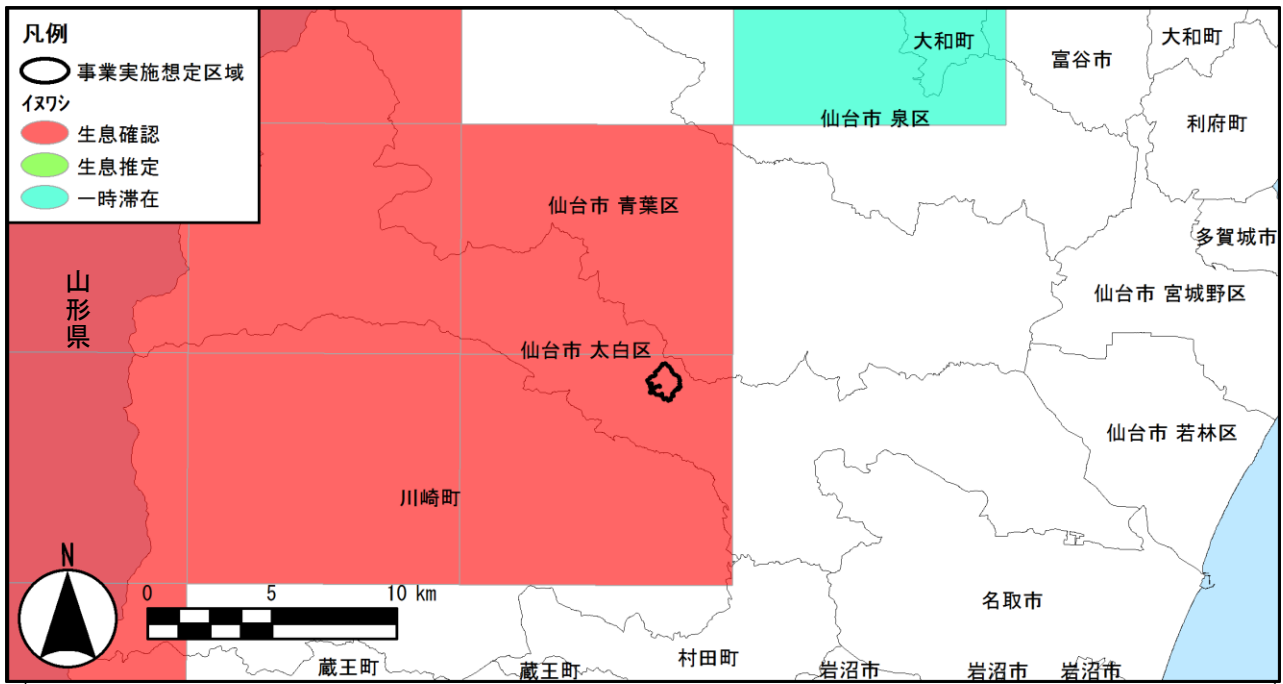 凡例
事業実施想定区域
ｲﾇﾜｼ
生息確認
生息推定
一時滞在
大和町
富谷市
大和町
仙台市 泉区
利府町
仙台市 青葉区
多賀城市
山形県
仙台市 宮城野区
仙台市 太白区
仙台市 若林区
川崎町
N
0 5 10 km
名取市
蔵王町
蔵王町
村田町
岩沼市
岩沼市
岩沼市